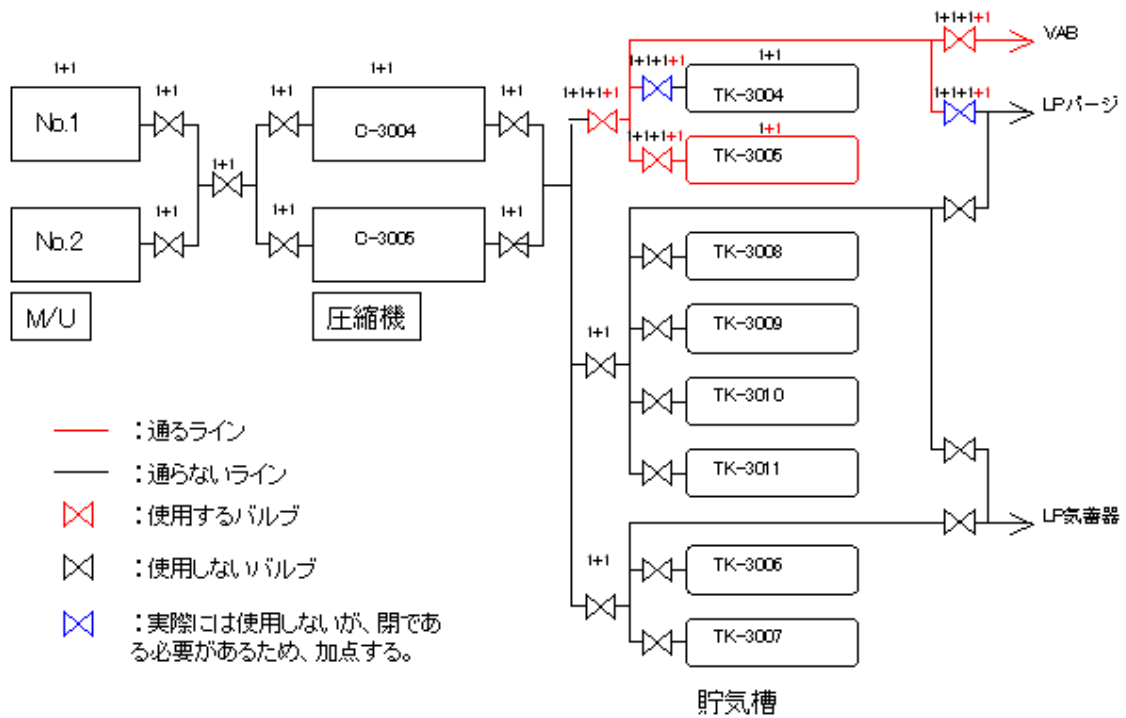 1+1+1+1
VAB
1+1
1+1
1+1
1+1
1+1
1+1
1+1+1+1
1+1+1+1
TK-3004
1+1+1+1
LPパージ
No.1
C-3004
1+1+1+1
1+1
TK-3005
1+1
1+1
1+1
1+1
No.2
C-3005
TK-3008
M/U
圧縮機
TK-3009
1+1
TK-3010
TK-3011
:通るライン
:通らないライン
:使用するバルブ
LP気蓄器
:使用しないバルブ
1+1
TK-3006
:実際には使用しないが、閉であ
る必要があるため、加点する。
TK-3007
貯気槽